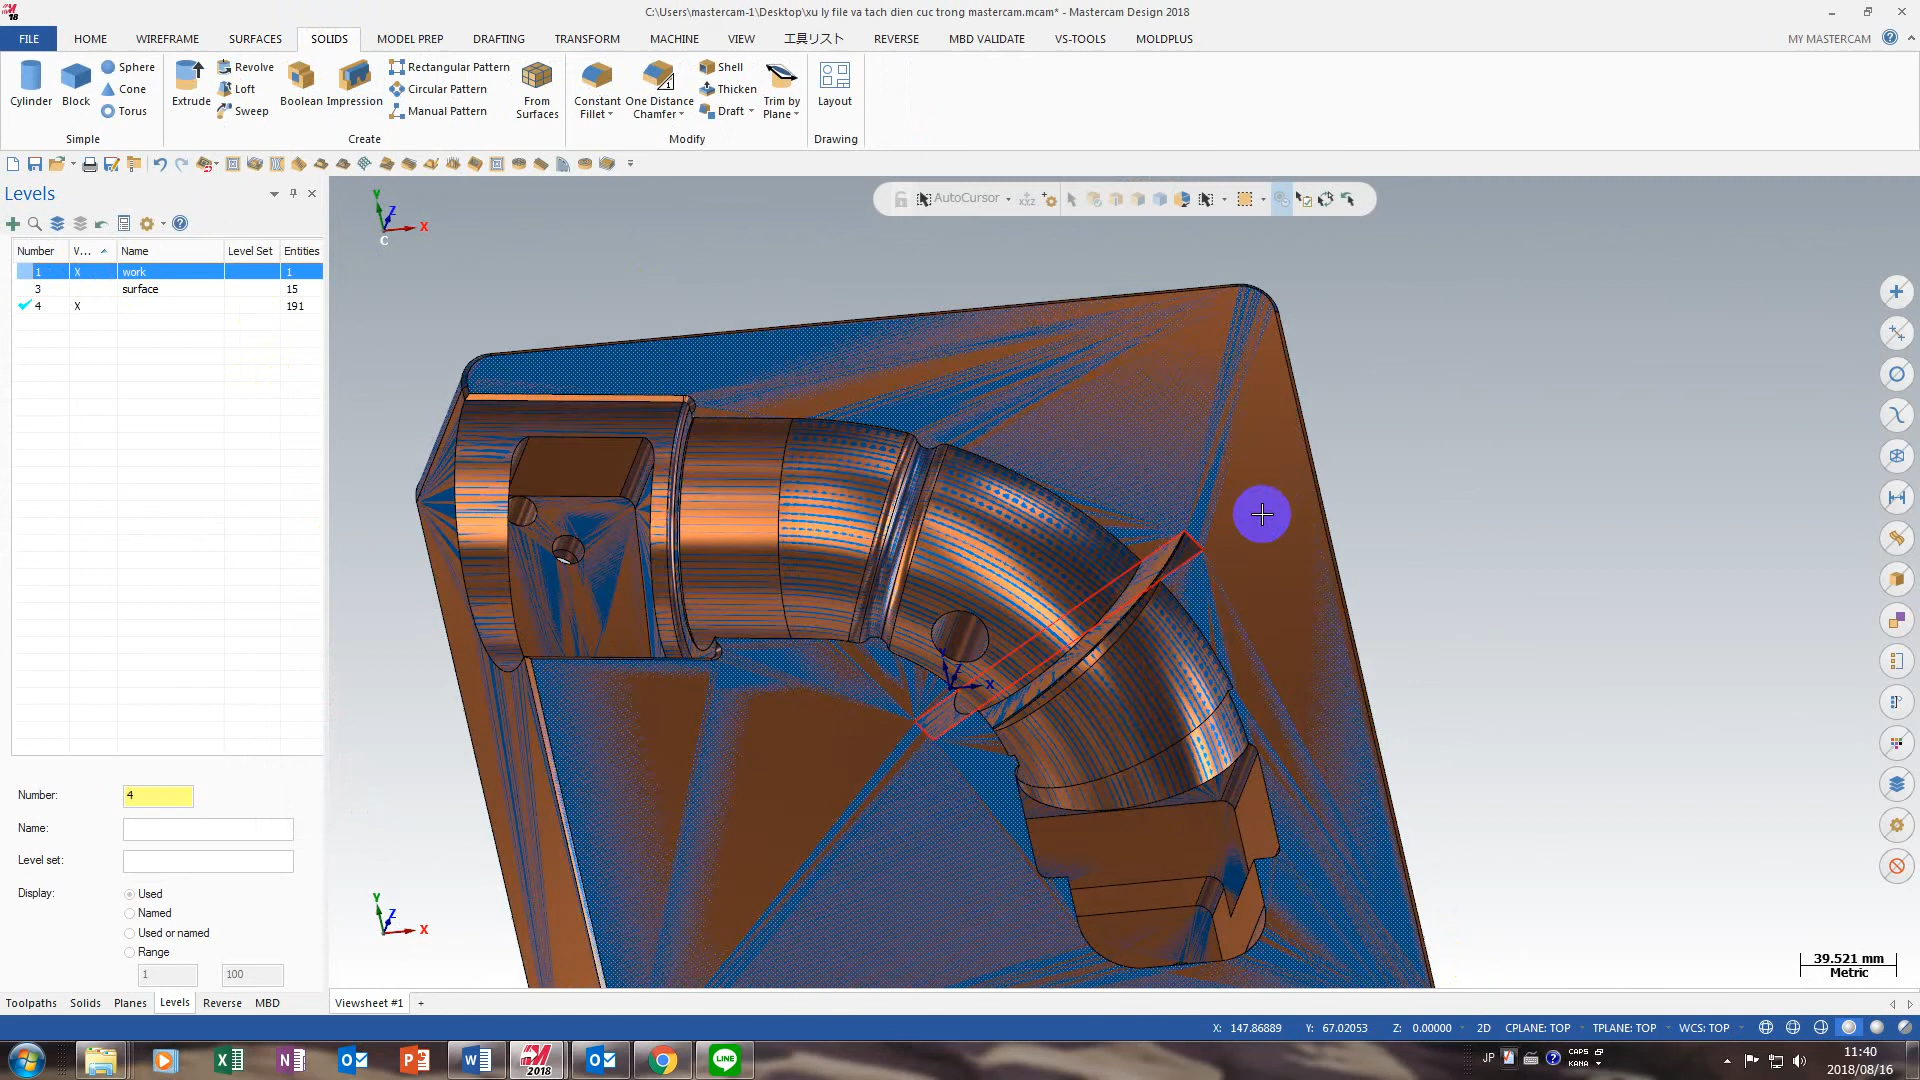 C:\Users\mastercam-1\Desktop\xu ly file va tach dien cuc trong mastercam.mcam* - Mastercam Design 2018
FILE HOME WIREFRAME SURFACES SOLIDS MODEL PREP DRAFTING TRANSFORM MACHINE VIEW 工具リスト REVERSE MBD VALIDATE VS-TOOLS MOLDPLUS MY MASTERCAM
Cylinder Block Sphere Cone Torus
Simple
Extrude Revolve Loft Sweep Boolean Impression Rectangular Pattern Circular Pattern Manual Pattern From Surfaces
Create
Constant Fillet One Distance Chamfer Shell Thicken Draft Trim by Plane
Modify
Layout
Drawing
Levels
AutoCursor
Number V... Name Level Set Entities
1 X work 1
3 surface 15
4 X 191
Number: 4
Name:
Level set:
Display: Used
Named
Used or named
Range
1 100
Y Z X C
Y Z X
Z X
39.521 mm
Metric
Toolpaths Solids Planes Levels Reverse MBD Viewsheet #1 +
X: 147.86889 Y: 67.02053 Z: 0.00000 2D CPLANE: TOP TPLANE: TOP WCS: TOP
2018 LINE JP CAPS KANA
11:40
2018/08/16